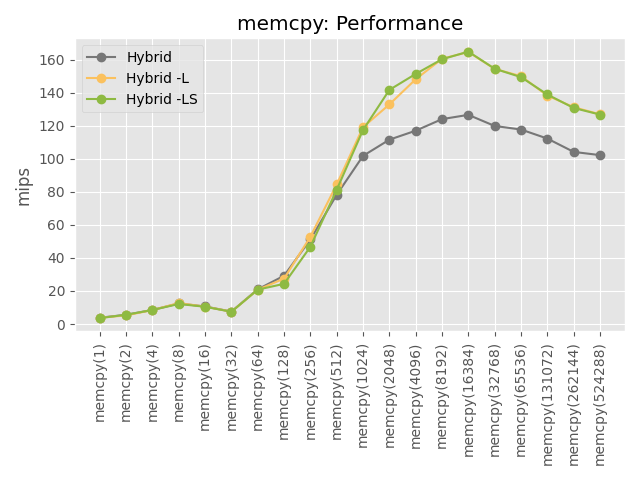 memcpy: Performance
Hybrid
Hybrid -L
Hybrid -LS
mips
160
140
120
100
80
60
40
20
0
memcpy(1)
memcpy(2)
memcpy(4)
memcpy(8)
memcpy(16)
memcpy(32)
memcpy(64)
memcpy(128)
memcpy(256)
memcpy(512)
memcpy(1024)
memcpy(2048)
memcpy(4096)
memcpy(8192)
memcpy(16384)
memcpy(32768)
memcpy(65536)
memcpy(131072)
memcpy(262144)
memcpy(524288)